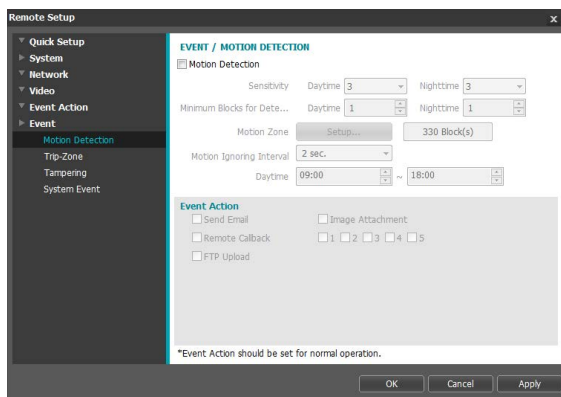 Remote Setup x
Quick Setup
System
Network
Video
Event Action
Event
Motion Detection
Trip-Zone
Tampering
System Event
EVENT / MOTION DETECTION
Motion Detection
Sensitivity Daytime 3 Nighttime 3
Minimum Blocks for Dete... Daytime 1 Nighttime 1
Motion Zone Setup... 330 Block(s)
Motion Ignoring Interval 2 sec.
Daytime 09:00 ~ 18:00
Event Action
Send Email Image Attachment
Remote Callback 1 2 3 4 5
FTP Upload
*Event Action should be set for normal operation.
OK Cancel Apply